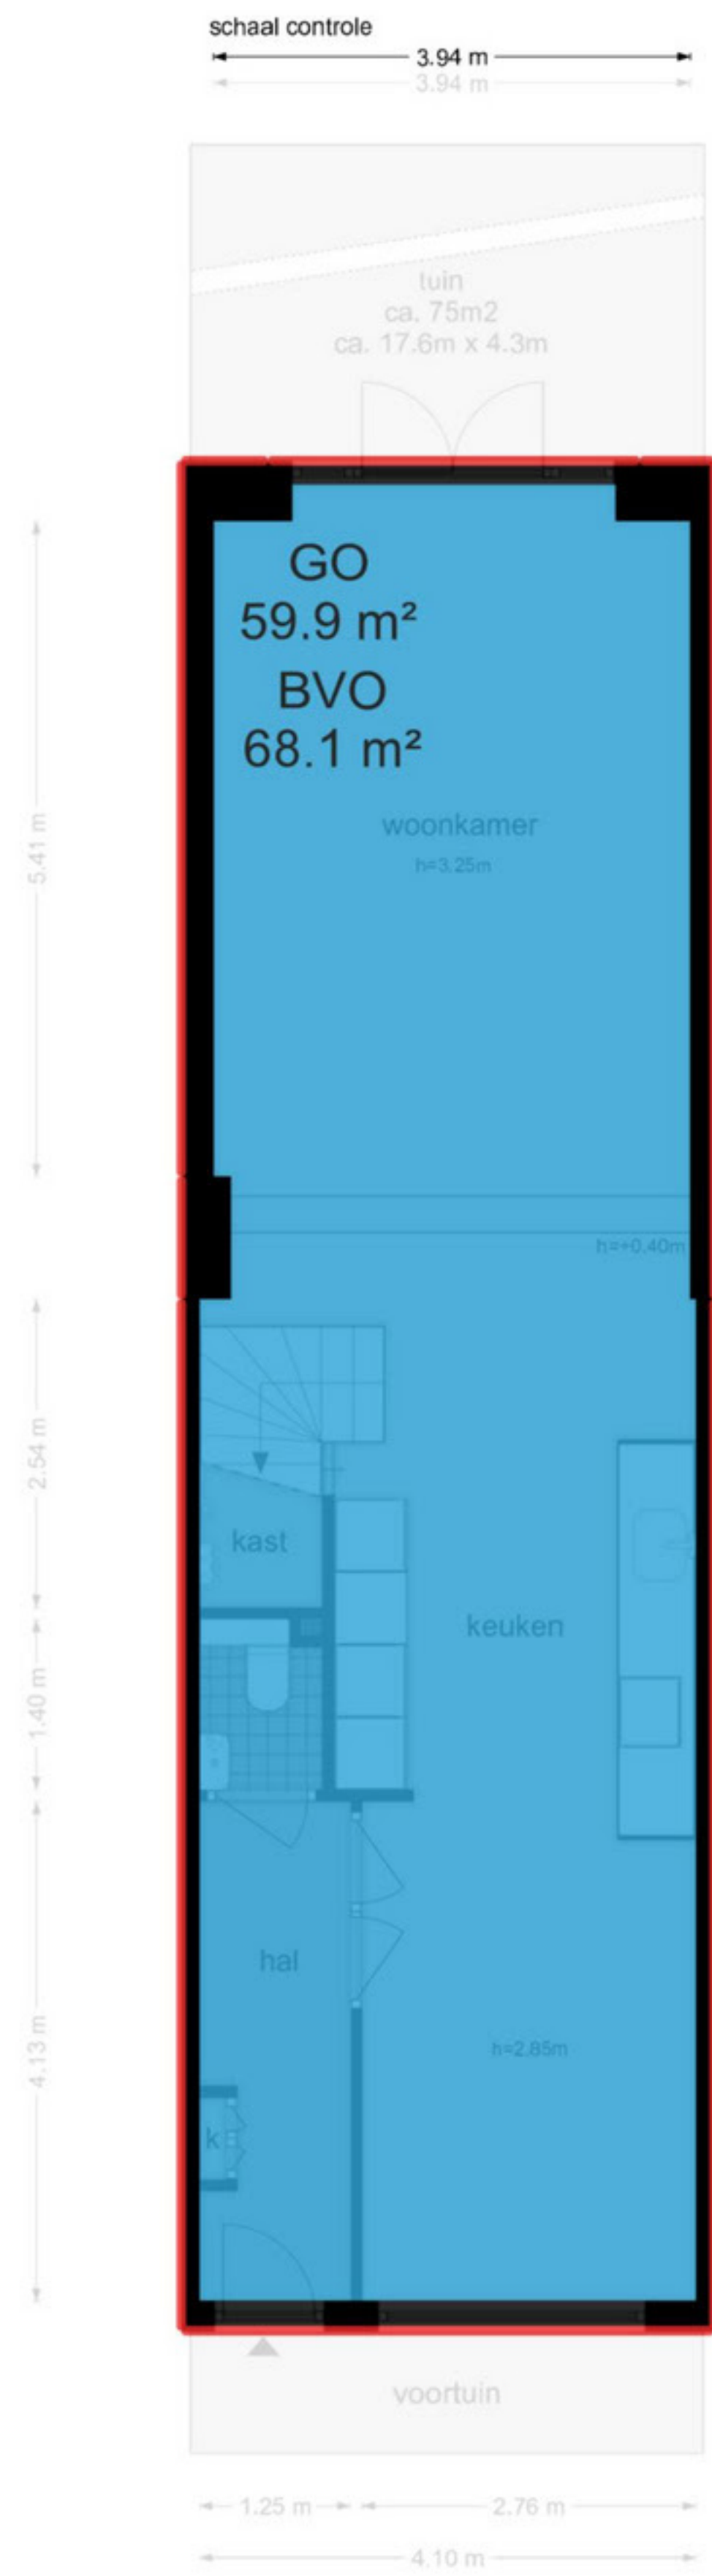 schaal controle
3.94 m
3.94 m
tuin
ca. 75m2
ca. 17.6m x 4.3m
GO
59.9 m²
BVO
68.1 m²
woonkamer
h=3.25m
5.41 m
h=+0.40m
2.54 m
kast
keuken
1.40 m
hal
h=2.85m
4.13 m
k
voortuin
1.25 m
2.76 m
4.10 m